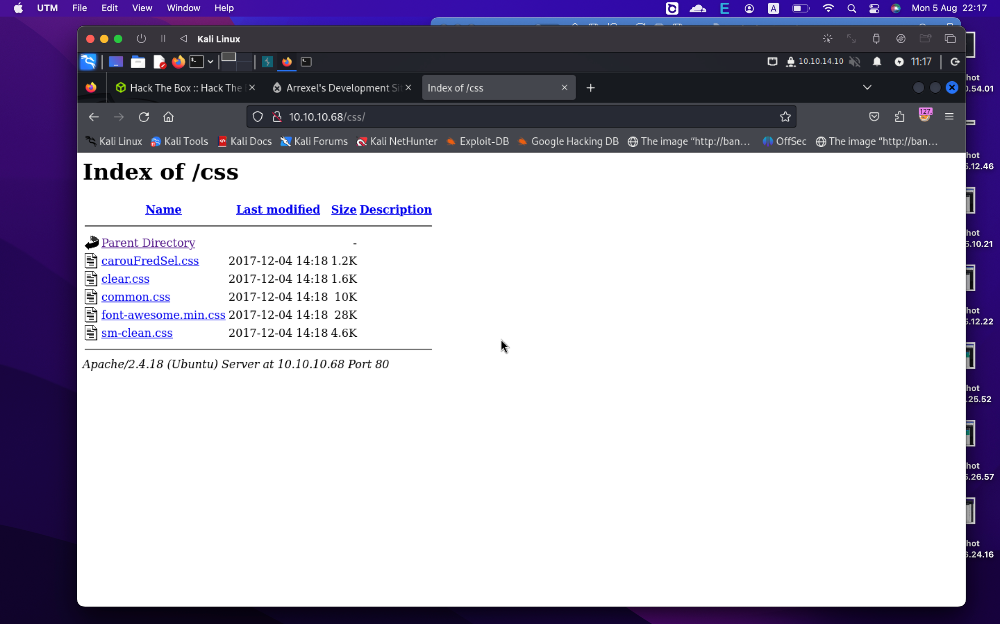 UTM File Edit View Window Help A Mon 5 Aug 22:17
Kali Linux
10.10.14.10 11:17
Hack The Box :: Hack The Arrexel's Development Sit Index of /css
10.10.10.68/css/ 127.
Kali Linux Kali Tools Kali Docs Kali Forums Kali NetHunter Exploit-DB Google Hacking DB The image “http://ban… OffSec The image “http://ban…
Index of /css
Name Last modified Size Description
Parent Directory -
carouFredSel.css 2017-12-04 14:18 1.2K
clear.css 2017-12-04 14:18 1.6K
common.css 2017-12-04 14:18 10K
font-awesome.min.css 2017-12-04 14:18 28K
sm-clean.css 2017-12-04 14:18 4.6K
Apache/2.4.18 (Ubuntu) Server at 10.10.10.68 Port 80
hot
0.54.01
hot
5.12.46
hot
5.10.21
hot
5.12.22
hot
.25.52
hot
5.26.57
hot
6.24.16